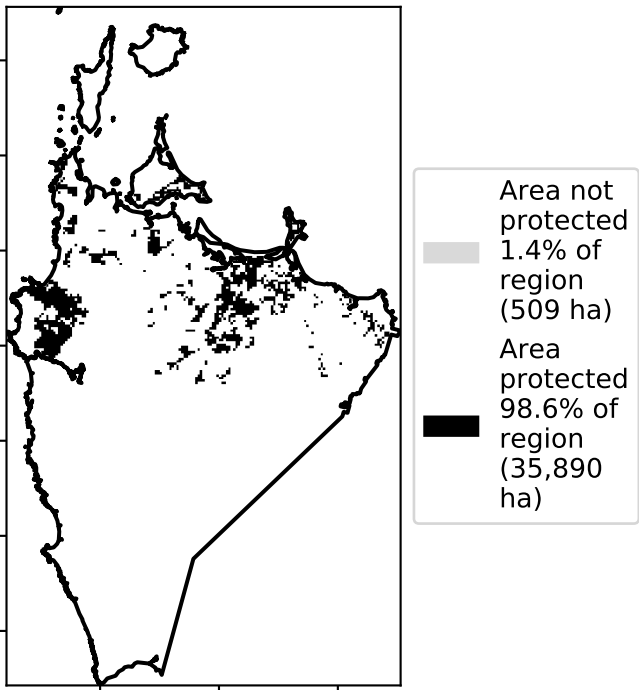 Area not
protected
1.4% of
region
(509 ha)
Area
protected
98.6% of
region
(35,890
ha)